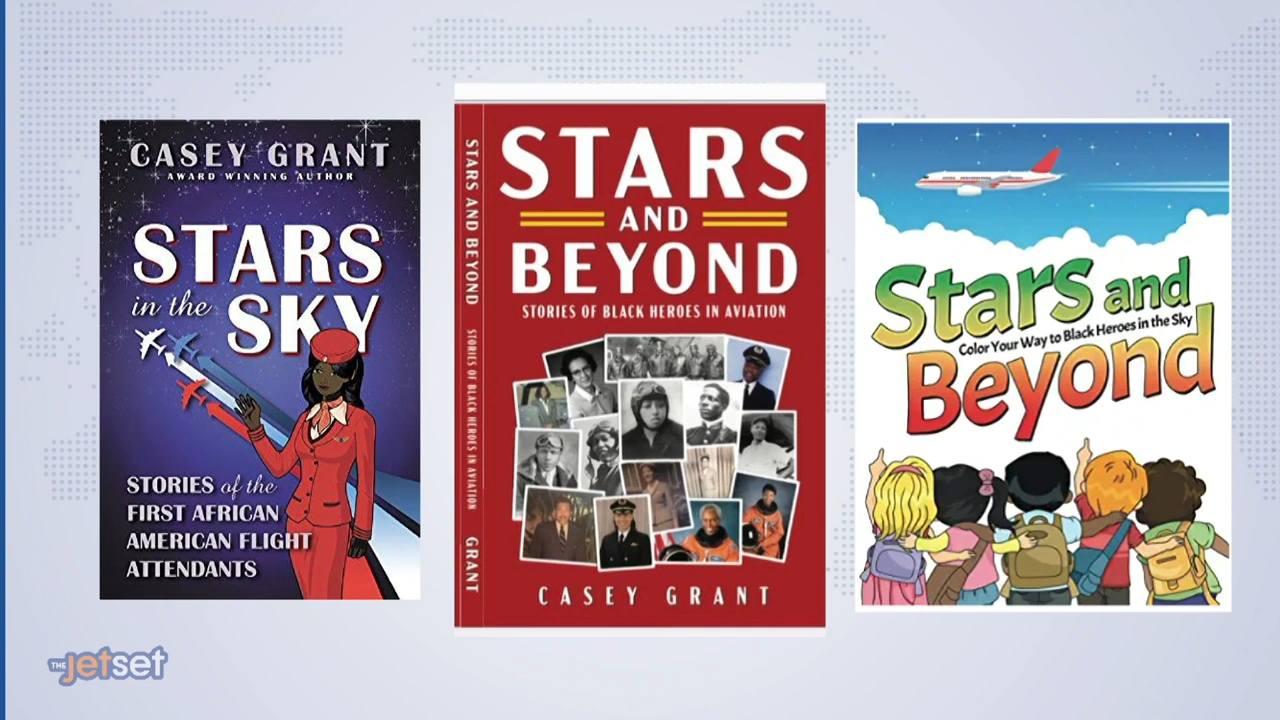 CASEY GRANT
AWARD WINNING AUTHOR
STARS
in the
SKY
STORIES of the
FIRST AFRICAN
AMERICAN FLIGHT
ATTENDANTS
STARS AND BEYOND
STORIES OF BLACK HEROES IN AVIATION
GRANT
STARS
AND
BEYOND
STORIES OF BLACK HEROES IN AVIATION
CASEY GRANT
Stars and
Color Your Way to Black Heroes in the Sky
Beyond
THE jetset